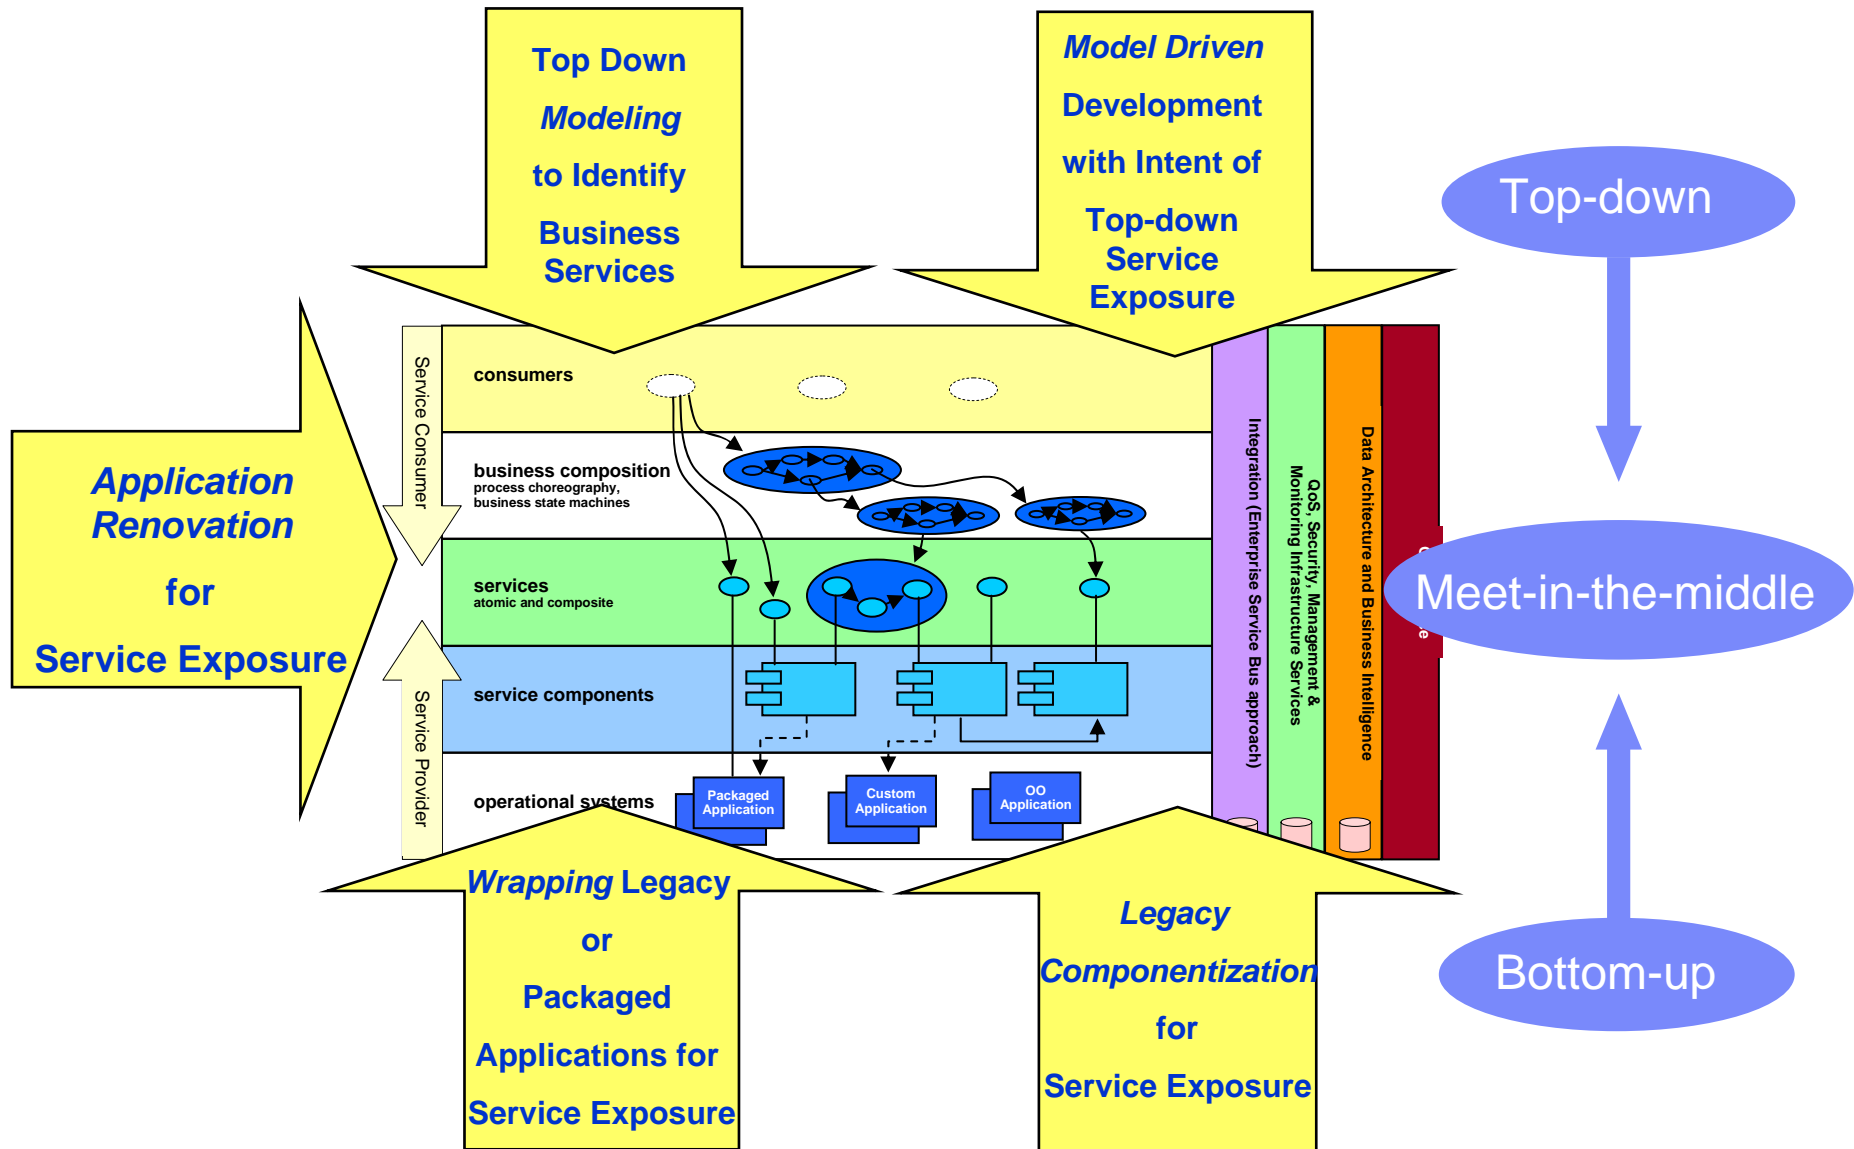 Top Down
Modeling
to Identify
Business
Services
Model Driven
Development
with Intent of
Top-down
Service
Exposure
Top-down
Application
Renovation
for
Service Exposure
Service Consumer
Service Provider
consumers
business composition
process choreography,
business state machines
services
atomic and composite
service components
operational systems
Packaged
Application
Custom
Application
OO
Application
Integration (Enterprise Service Bus approach)
QoS, Security, Management &
Monitoring Infrastructure Services
Data Architecture and Business Intelligence
Meet-in-the-middle
Wrapping Legacy
or
Packaged
Applications for
Service Exposure
Legacy
Componentization
for
Service Exposure
Bottom-up